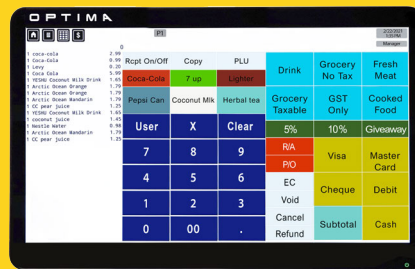 OPTIMA
P1
2/22/2021
Manager
0
1 coca-cola 2.99
1 Coca-Cola 0.99
1 Levy 0.20
1 Coca Cola 5.99
1 YESHU Coconut Milk Drink 1.65
1 Arctic Ocean Orange 1.79
1 Arctic Ocean Orange 1.79
1 Arctic Ocean Mandarin 1.79
1 CC pear juice 1.25
1 YESHU Coconut Milk Drink 1.65
1 coconut juice 1.45
1 Nestle Water 0.98
1 Arctic Ocean Mandarin 1.79
1 CC pear juice 1.25
Rcpt On/Off Copy PLU
Coca-Cola 7 up Lighter
Pepsi Can Coconut Mlk Herbal tea
User X Clear
7 8 9
4 5 6
1 2 3
0 00 .
Drink Grocery No Tax Fresh Meat
Grocery Taxable GST Only Cooked Food
5% 10% Giveaway
R/A
P/O
Visa Master Card
EC
Void
Cheque Debit
Cancel
Refund
Subtotal Cash